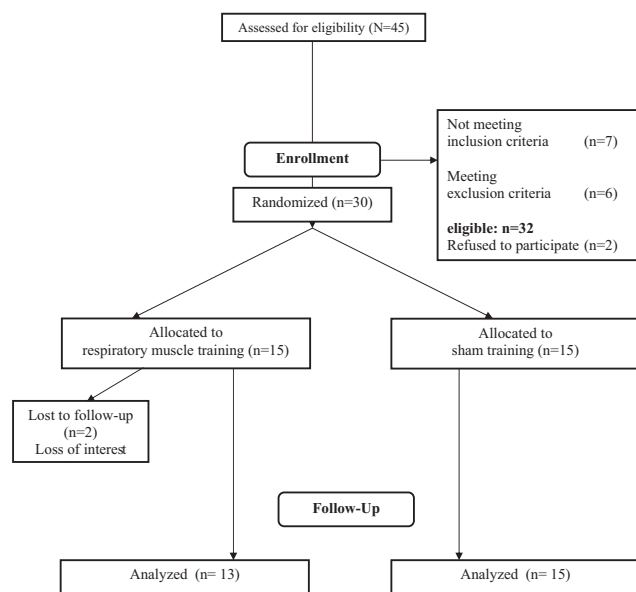 Assessed for eligibility (N=45)
Enrollment
Not meeting
inclusion criteria (n=7)
Meeting
exclusion criteria (n=6)
eligible: n=32
Refused to participate (n=2)
Randomized (n=30)
Allocated to
respiratory muscle training (n=15)
Allocated to
sham training (n=15)
Lost to follow-up
(n=2)
Loss of interest
Follow-Up
Analyzed (n= 13)
Analyzed (n= 15)